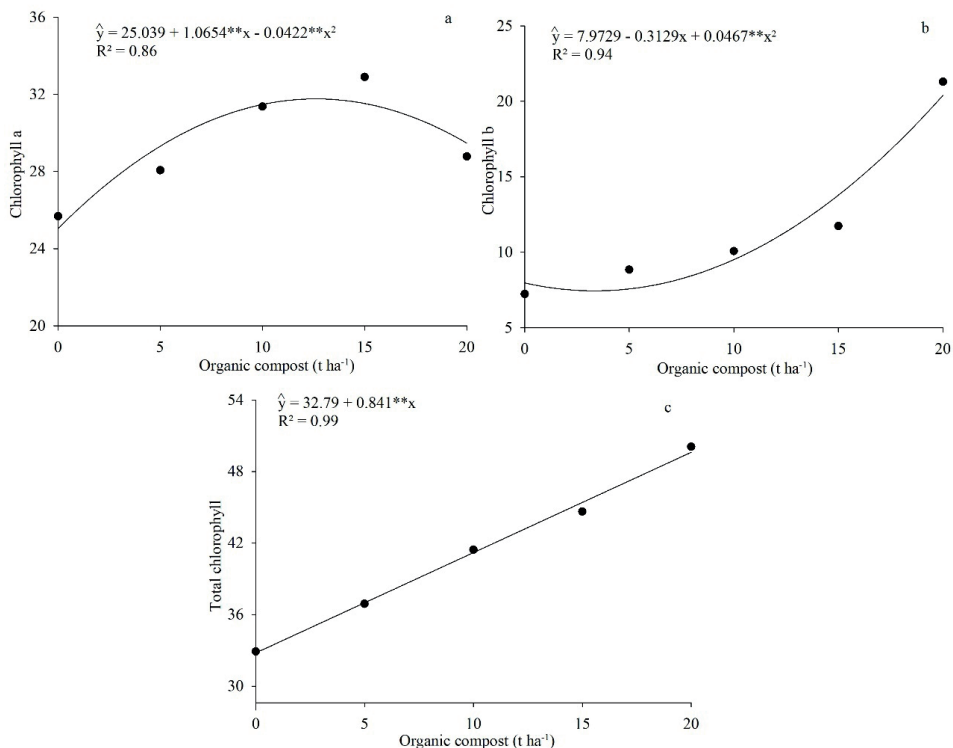 a
ŷ = 25.039 + 1.0654**x - 0.0422**x²
R² = 0.86
36
32
28
24
20
Chlorophyll a
0 5 10 15 20
Organic compost (t ha⁻¹)
b
ŷ = 7.9729 - 0.3129x + 0.0467**x²
R² = 0.94
25
20
15
10
5
Chlorophyll b
0 5 10 15 20
Organic compost (t ha⁻¹)
c
ŷ = 32.79 + 0.841**x
R² = 0.99
54
48
42
36
30
Total chlorophyll
0 5 10 15 20
Organic compost (t ha⁻¹)